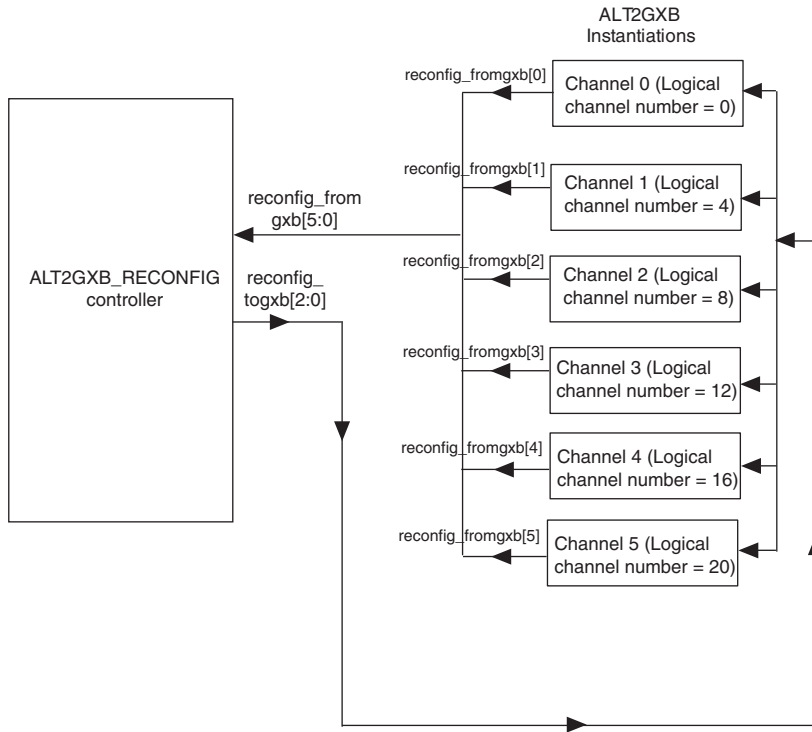 ALT2GXB
Instantiations
reconfig_fromgxb[0]
Channel 0 (Logical
channel number = 0)
reconfig_fromgxb[1]
Channel 1 (Logical
channel number = 4)
reconfig_from
gxb[5:0]
ALT2GXB_RECONFIG
controller
reconfig_
togxb[2:0]
reconfig_fromgxb[2]
Channel 2 (Logical
channel number = 8)
reconfig_fromgxb[3]
Channel 3 (Logical
channel number = 12)
reconfig_fromgxb[4]
Channel 4 (Logical
channel number = 16)
reconfig_fromgxb[5]
Channel 5 (Logical
channel number = 20)